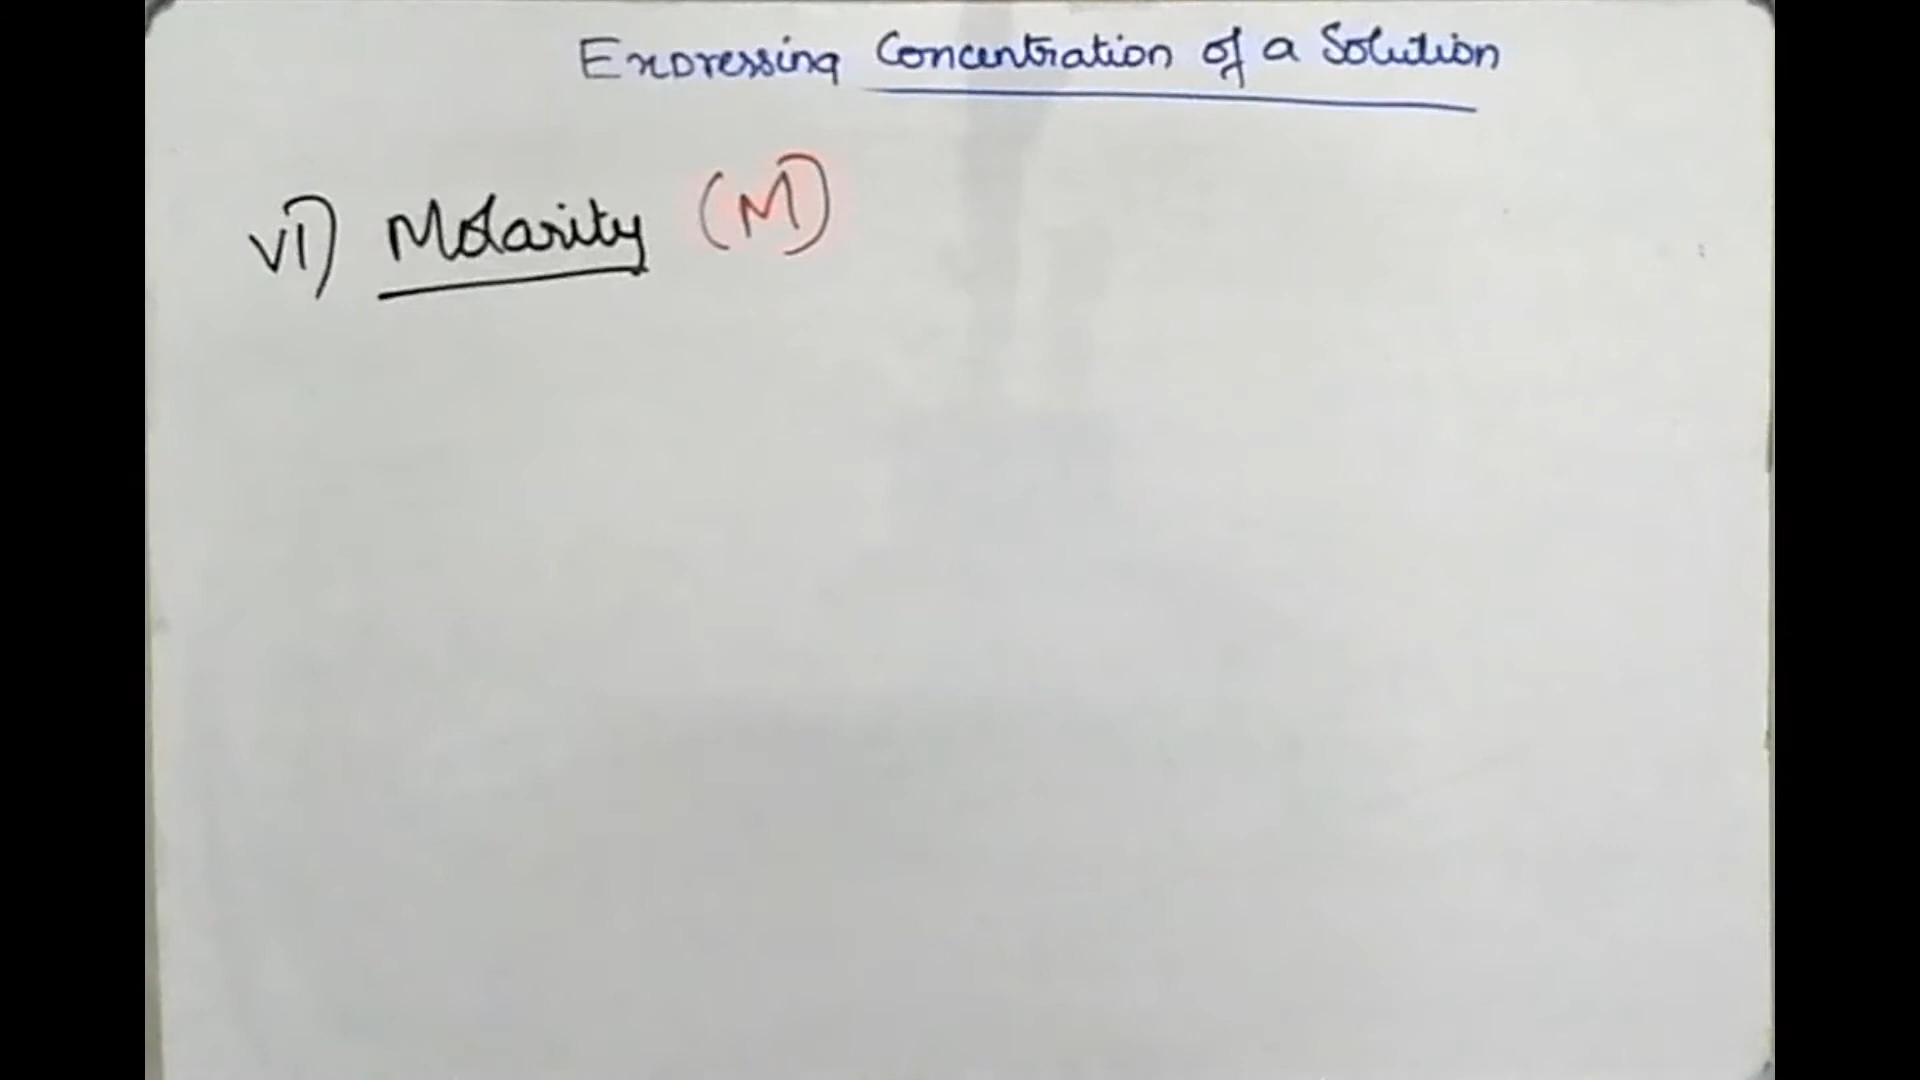 Expressing Concentration of a Solution
vi) Molarity (M)